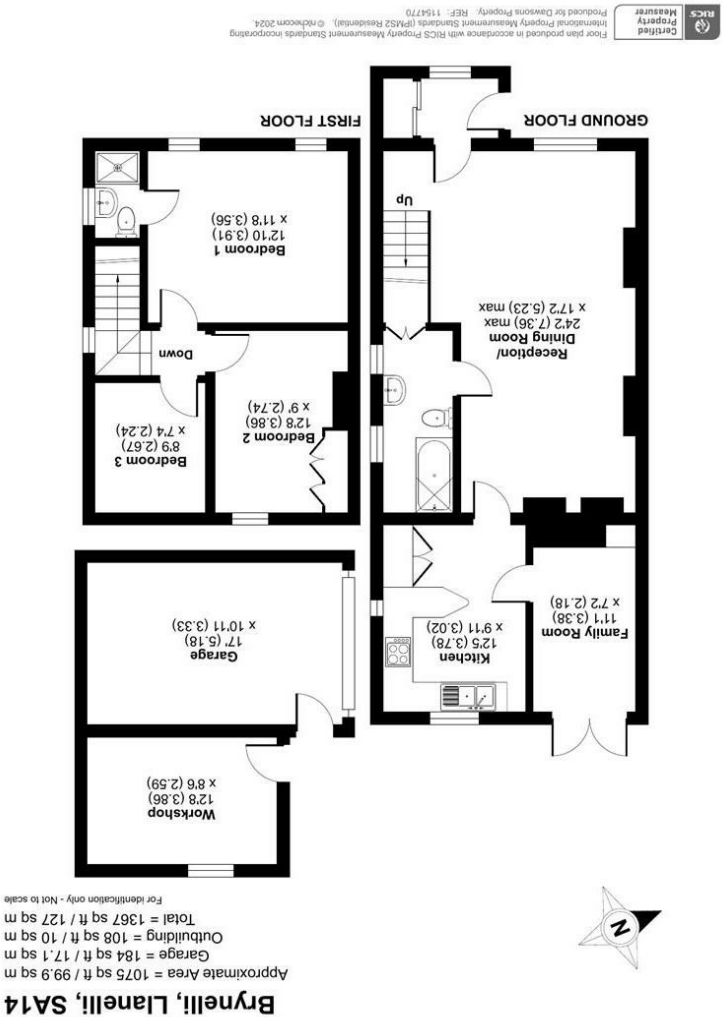 Brynelli, Llanelli, SA14
Approximate Area = 1075 sq ft / 99.9 sq m
Garage = 184 sq ft / 17.1 sq m
Outbuilding = 108 sq ft / 10 sq m
Total = 1367 sq ft / 127 sq m
For identification only - Not to scale
N
Workshop
12'8 (3.86)
x 8'6 (2.59)
Garage
17' (5.18)
x 10'11 (3.33)
Family Room
11'1 (3.38)
x 7'2 (2.18)
Kitchen
12'5 (3.78)
x 9'11 (3.02)
Reception/
Dining Room
24'2 (7.36) max
x 17'2 (5.23) max
Up
GROUND FLOOR
Bedroom 2
12'8 (3.86)
x 9' (2.74)
Bedroom 3
8'9 (2.67)
x 7'4 (2.24)
Down
Bedroom 1
12'10 (3.91)
x 11'8 (3.56)
FIRST FLOOR
RICS
Certified
Property
Measurer
Floor plan produced in accordance with RICS Property Measurement Standards incorporating
International Property Measurement Standards (IPMS2 Residential). © nichecom 2024.
Produced for Dawsons Property. REF: 1154770